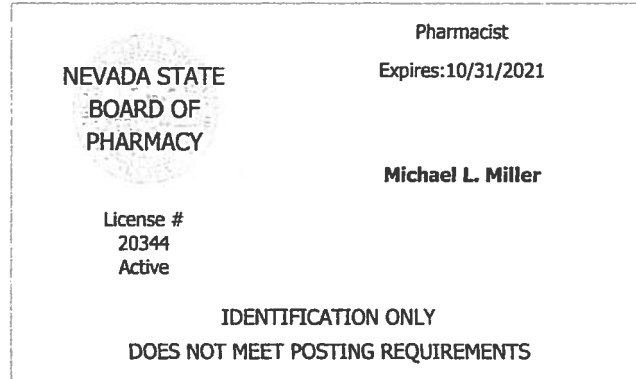 NEVADA STATE
BOARD OF
PHARMACY
License #
20344
Active
Pharmacist
Expires:10/31/2021
Michael L. Miller
IDENTIFICATION ONLY
DOES NOT MEET POSTING REQUIREMENTS